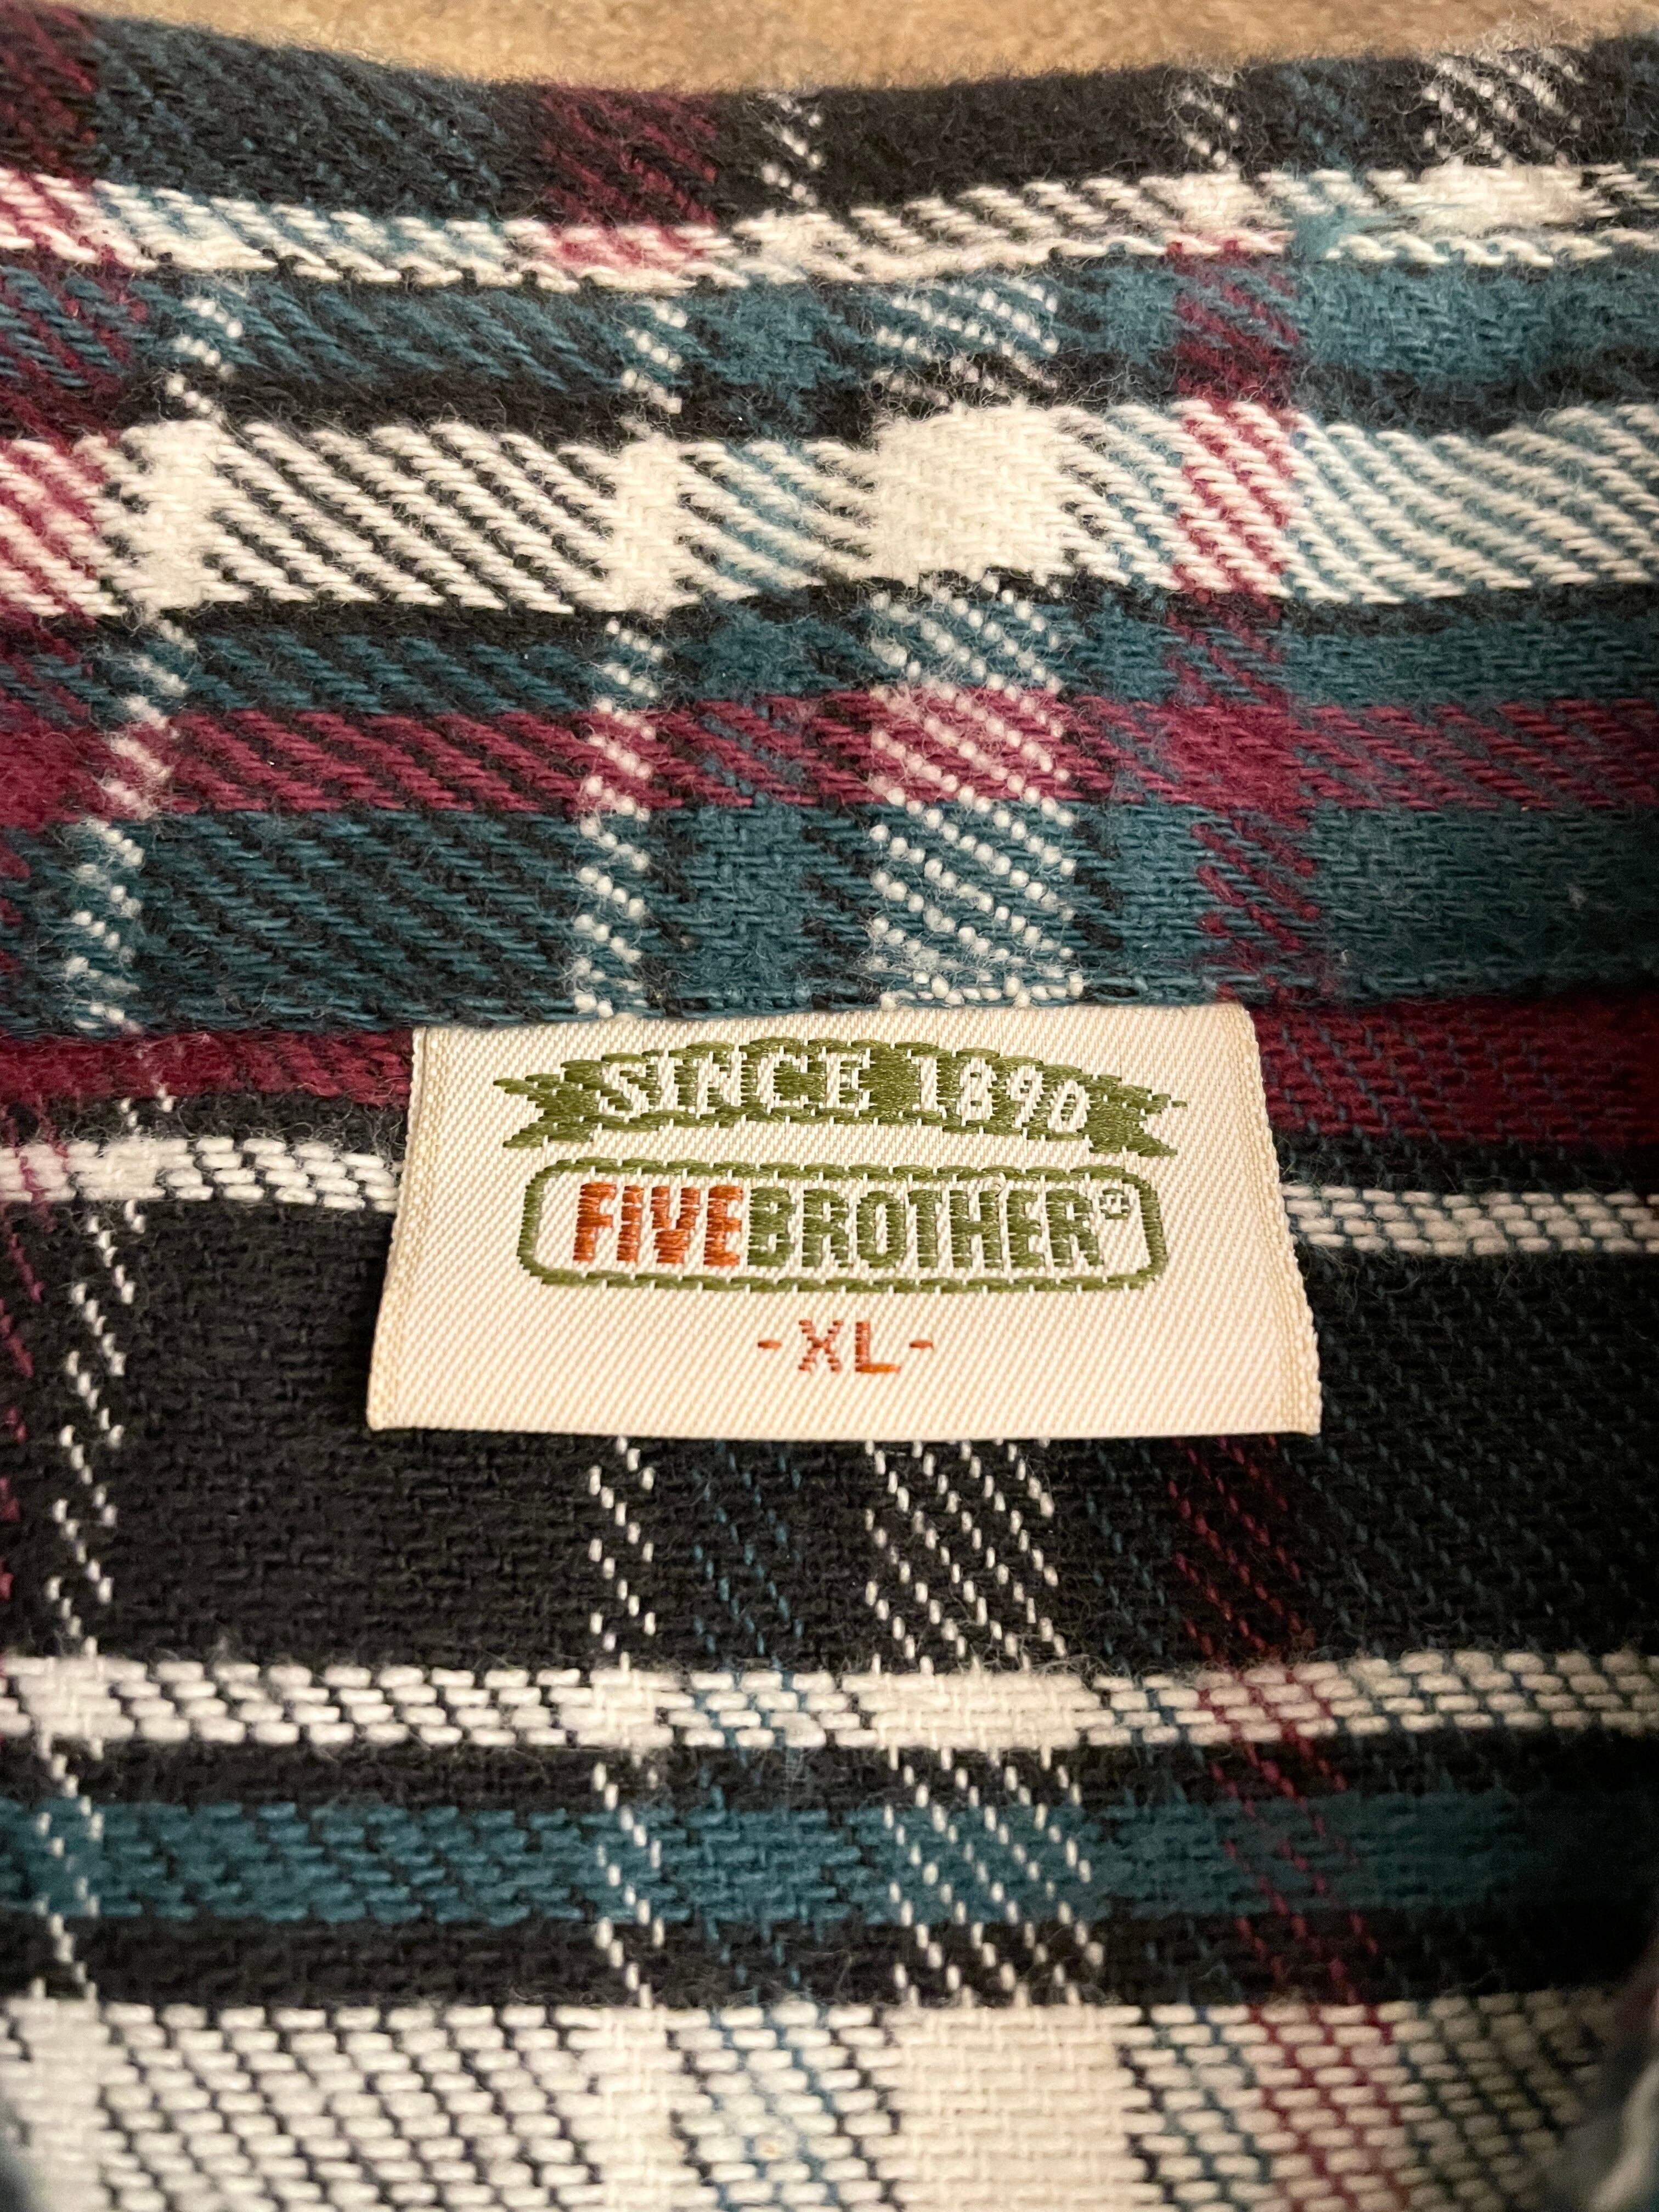 SINCE 1890
FIVEBROTHER®
-XL-